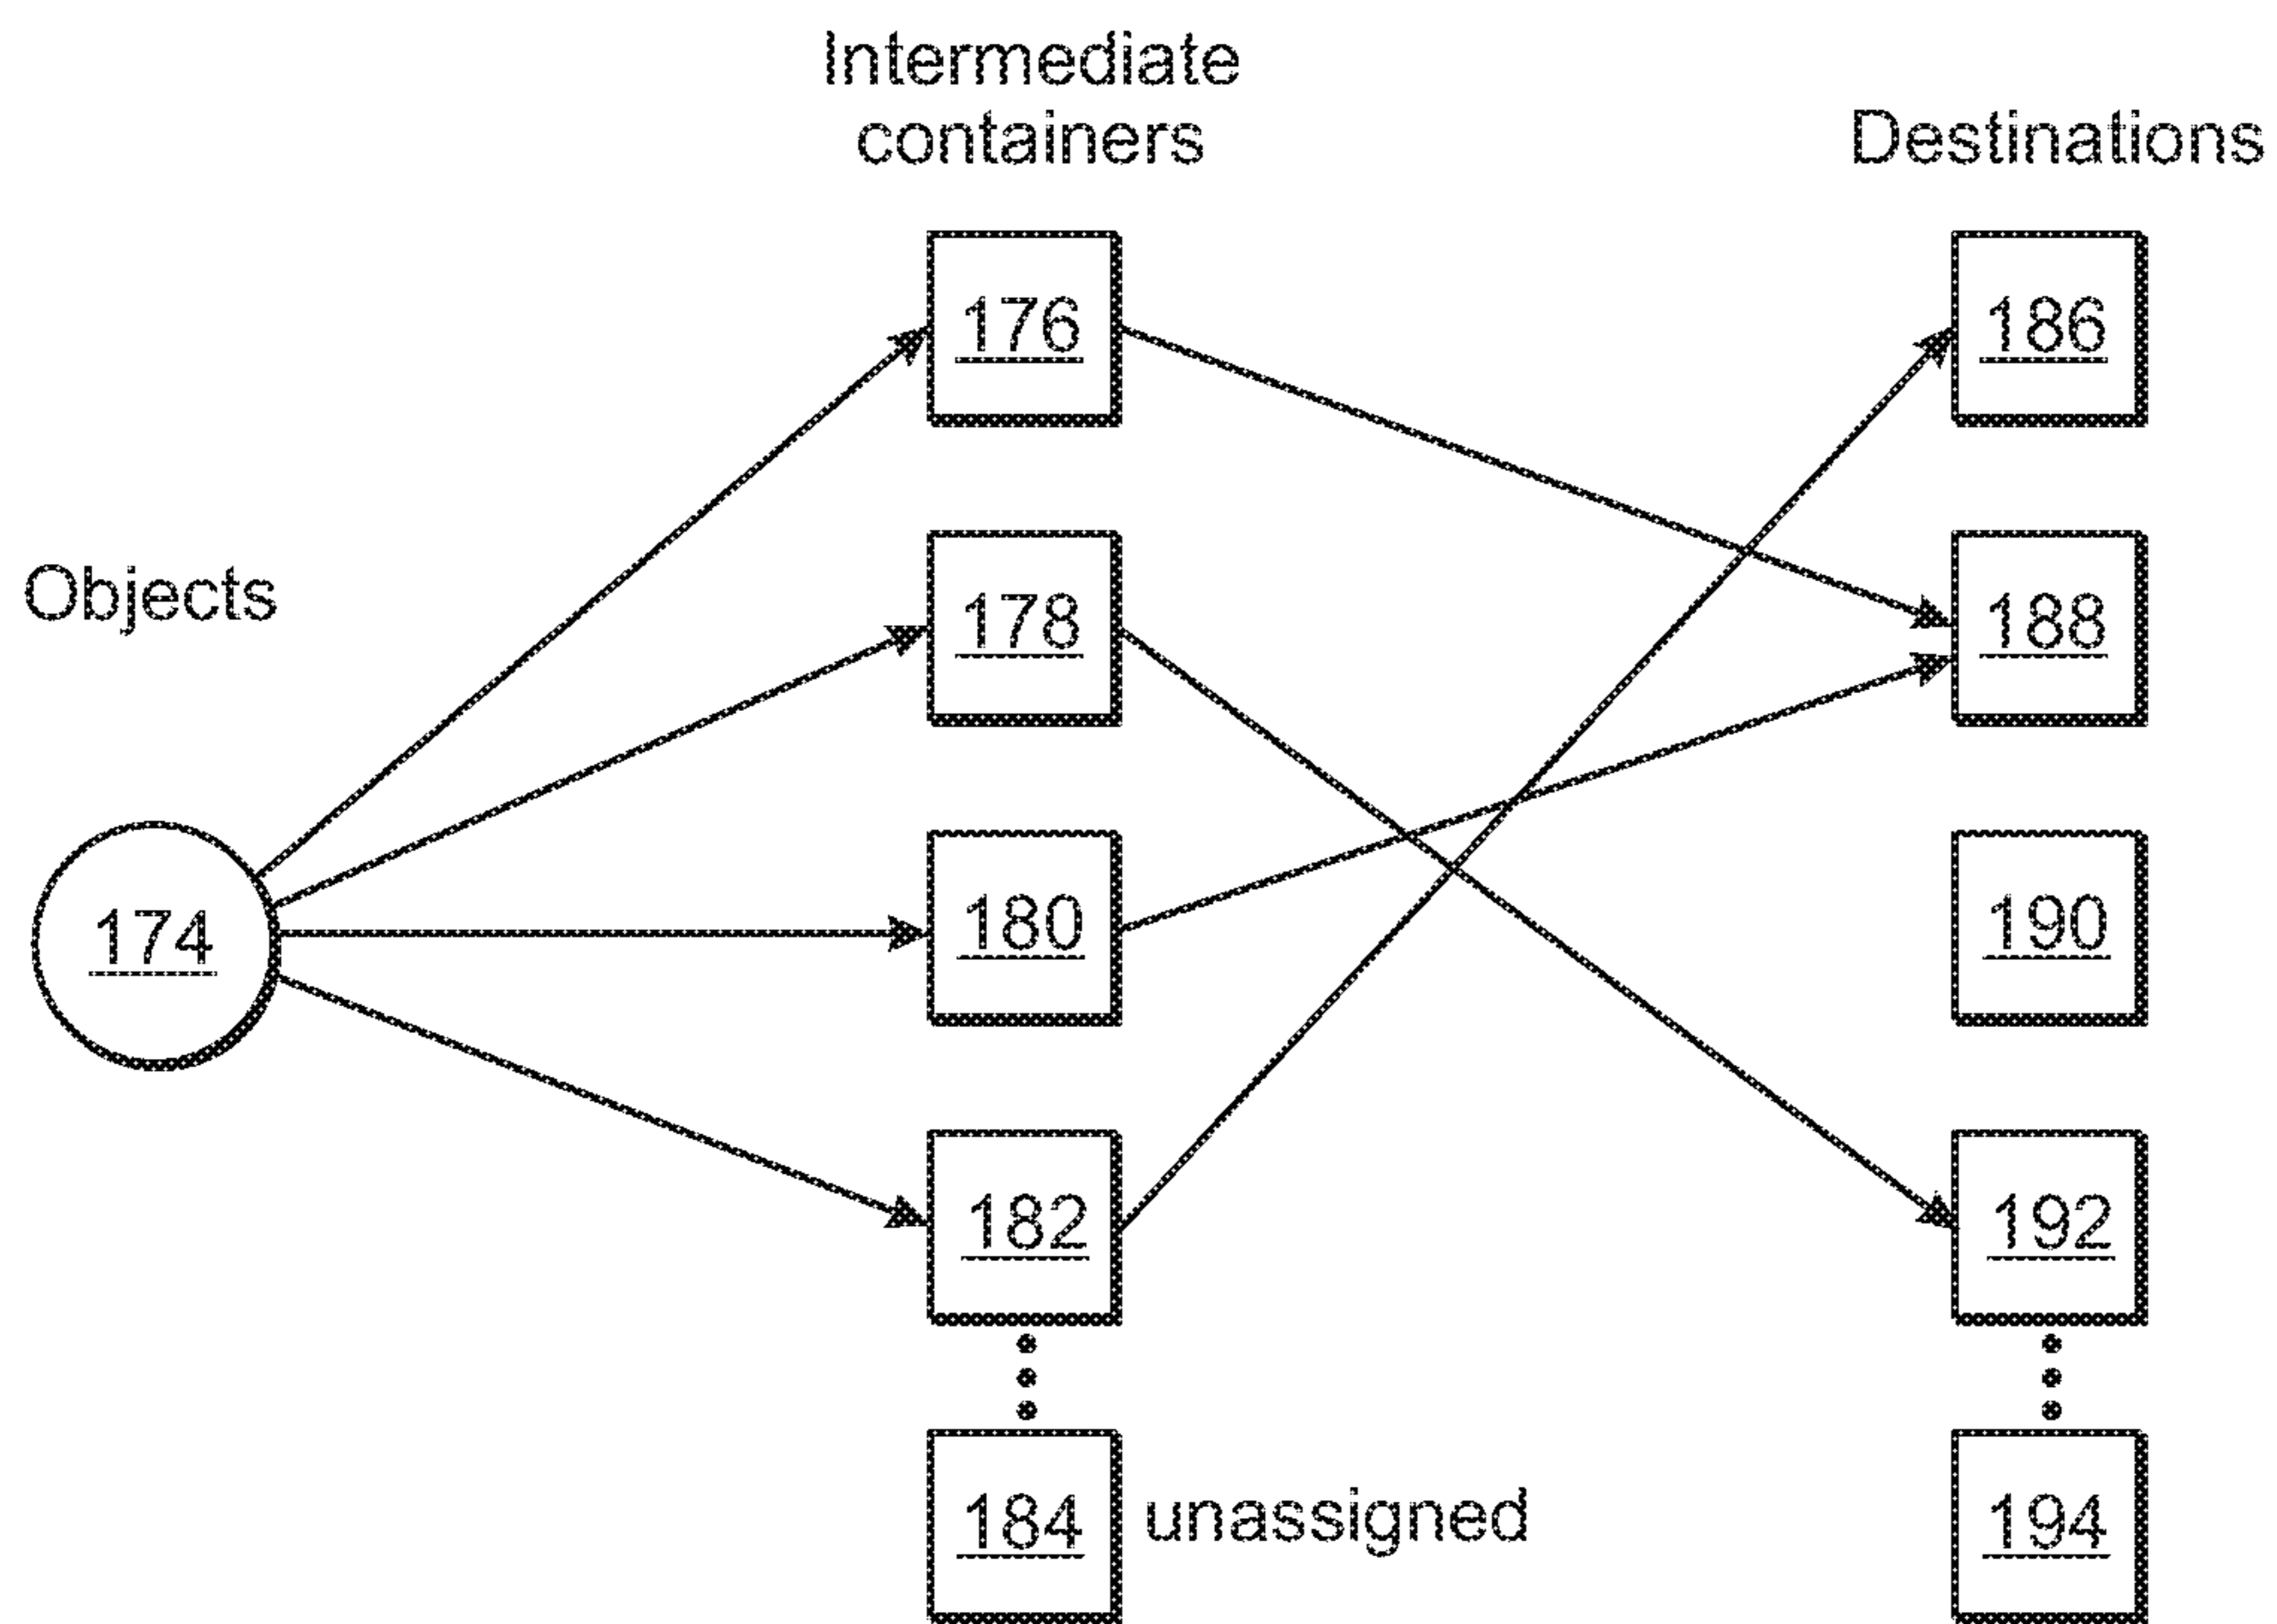 Intermediate
containers
Destinations
176
186
Objects
178
188
174
180
190
182
192
184
unassigned
194